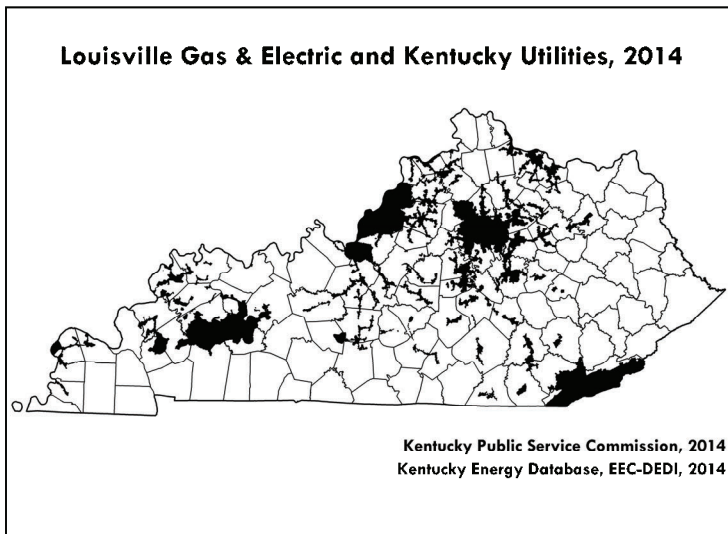 Louisville Gas & Electric and Kentucky Utilities, 2014
Kentucky Public Service Commission, 2014
Kentucky Energy Database, EEC-DEDI, 2014